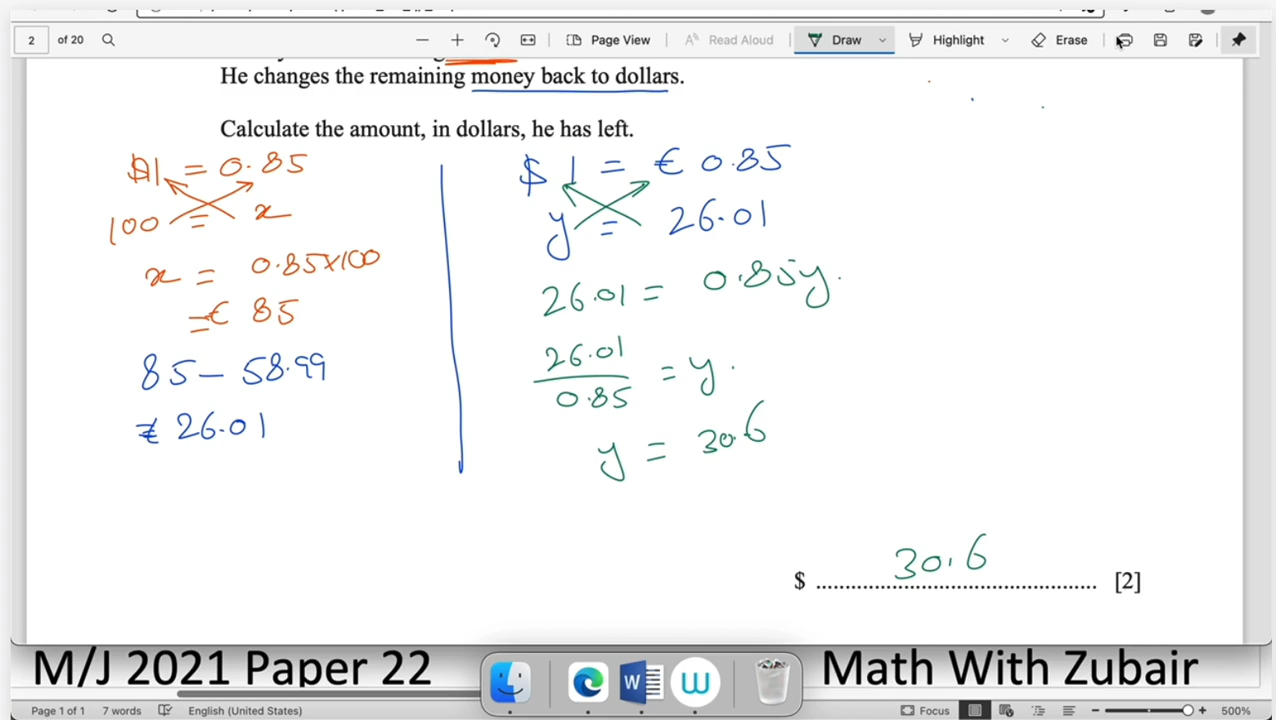 2 of 20 Page View Read Aloud Draw Highlight Erase
He changes the remaining money back to dollars.
Calculate the amount, in dollars, he has left.
$1 = 0.85
100 = x
x = 0.85×100
=€ 85
85 - 58.99
€ 26.01
$ 1 = € 0.85
y = 26.01
26.01 = 0.85y.
26.01
0.85
= y.
y = 30.6
30.6
$ ................................................ [2]
M/J 2021 Paper 22
Math With Zubair
W
Page 1 of 1 7 words English (United States) Focus 500%